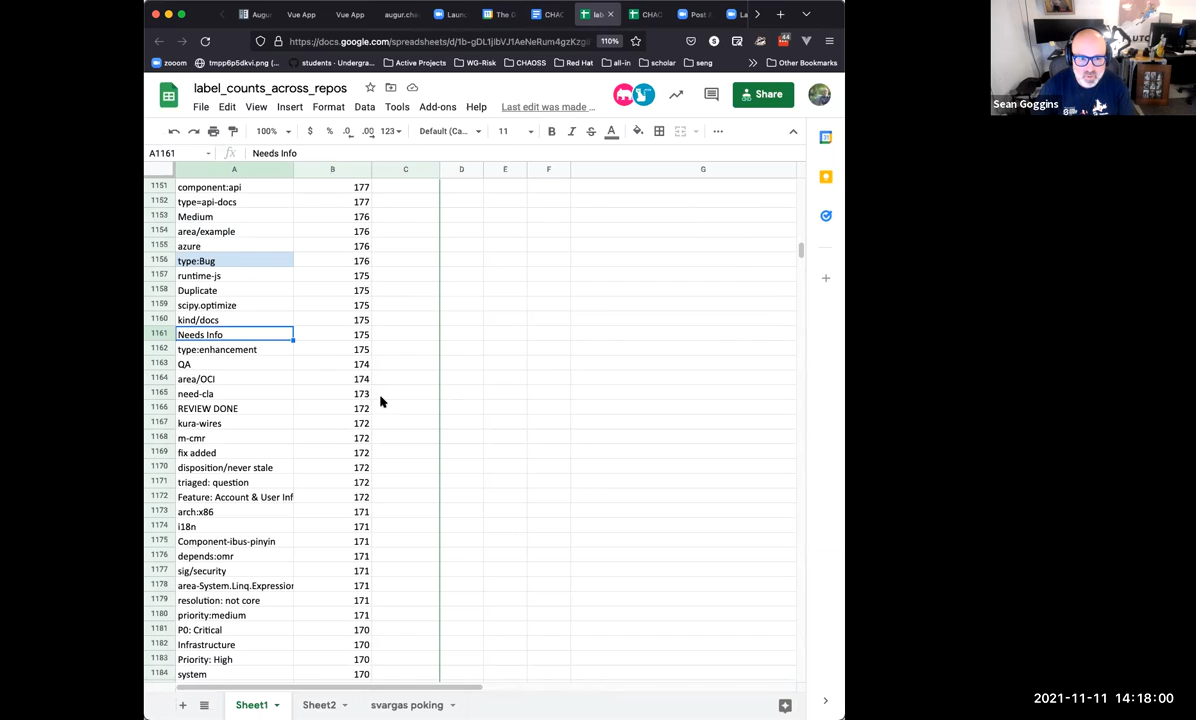 Augur
Vue App
Vue App
augur.cha
Launc
The G
CHAO
lab
CHAC
Post A
La
https://docs.google.com/spreadsheets/d/1b-gDL1jlbVJ1AeNeRum4gzKzgi
110%
44
zooom
tmpp6p5dkvi.png (
students - Undergra...
Active Projects
WG-Risk
CHAOSS
Red Hat
all-in
scholar
seng
Other Bookmarks
label_counts_across_repos
File Edit View Insert Format Data Tools Add-ons Help Last edit was made ...
Share
100% $ % .0 .00 123 Default (Ca... 11 B I S A
A1161 fx Needs Info
A B C D E F G
1151 component:api 177
1152 type=api-docs 177
1153 Medium 176
1154 area/example 176
1155 azure 176
1156 type:Bug 176
1157 runtime-js 175
1158 Duplicate 175
1159 scipy.optimize 175
1160 kind/docs 175
1161 Needs Info 175
1162 type:enhancement 175
1163 QA 174
1164 area/OCI 174
1165 need-cla 173
1166 REVIEW DONE 172
1167 kura-wires 172
1168 m-cmr 172
1169 fix added 172
1170 disposition/never stale 172
1171 triaged: question 172
1172 Feature: Account & User Inf 172
1173 arch:x86 171
1174 i18n 171
1175 Component-ibus-pinyin 171
1176 depends:omr 171
1177 sig/security 171
1178 area-System.Linq.Expression 171
1179 resolution: not core 171
1180 priority:medium 171
1181 P0: Critical 170
1182 Infrastructure 170
1183 Priority: High 170
1184 system 170
Sheet1 Sheet2 svargas poking
Sean Goggins
2021-11-11 14:18:00